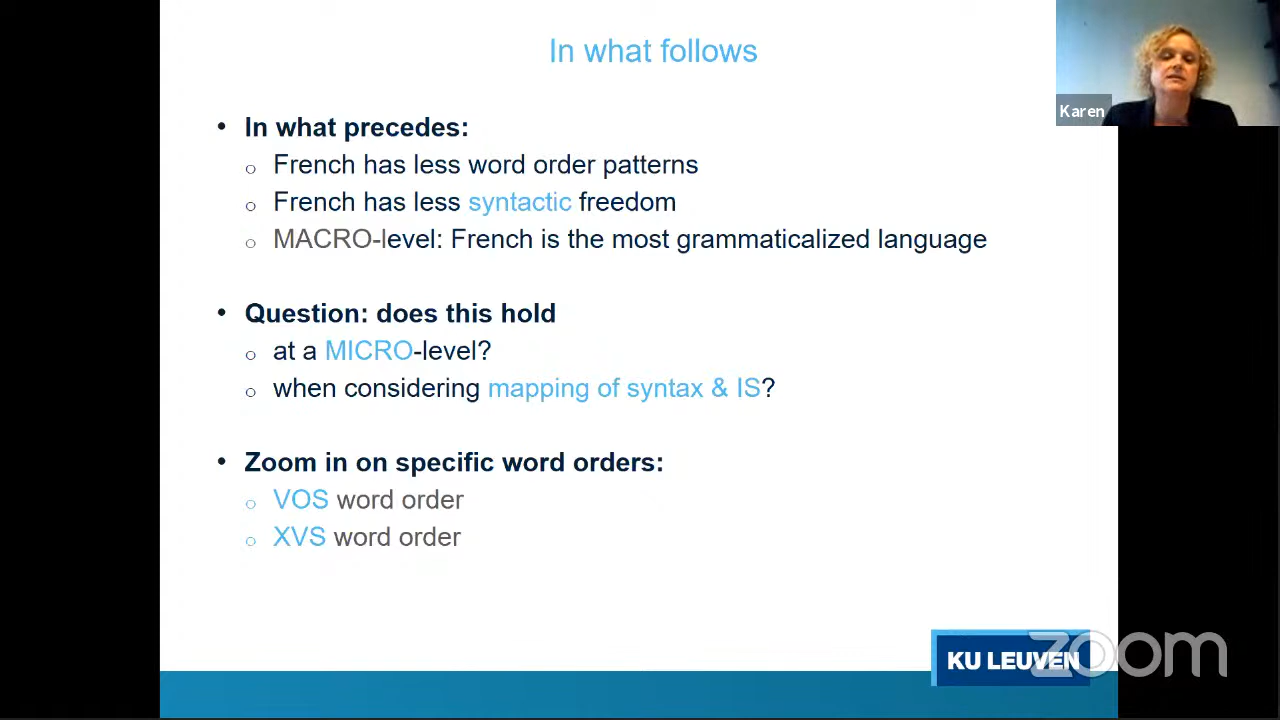 In what follows
Karen
• In what precedes:
o French has less word order patterns
o French has less syntactic freedom
o MACRO-level: French is the most grammaticalized language
• Question: does this hold
o at a MICRO-level?
o when considering mapping of syntax & IS?
• Zoom in on specific word orders:
o VOS word order
o XVS word order
KU LEUVEN
zoom